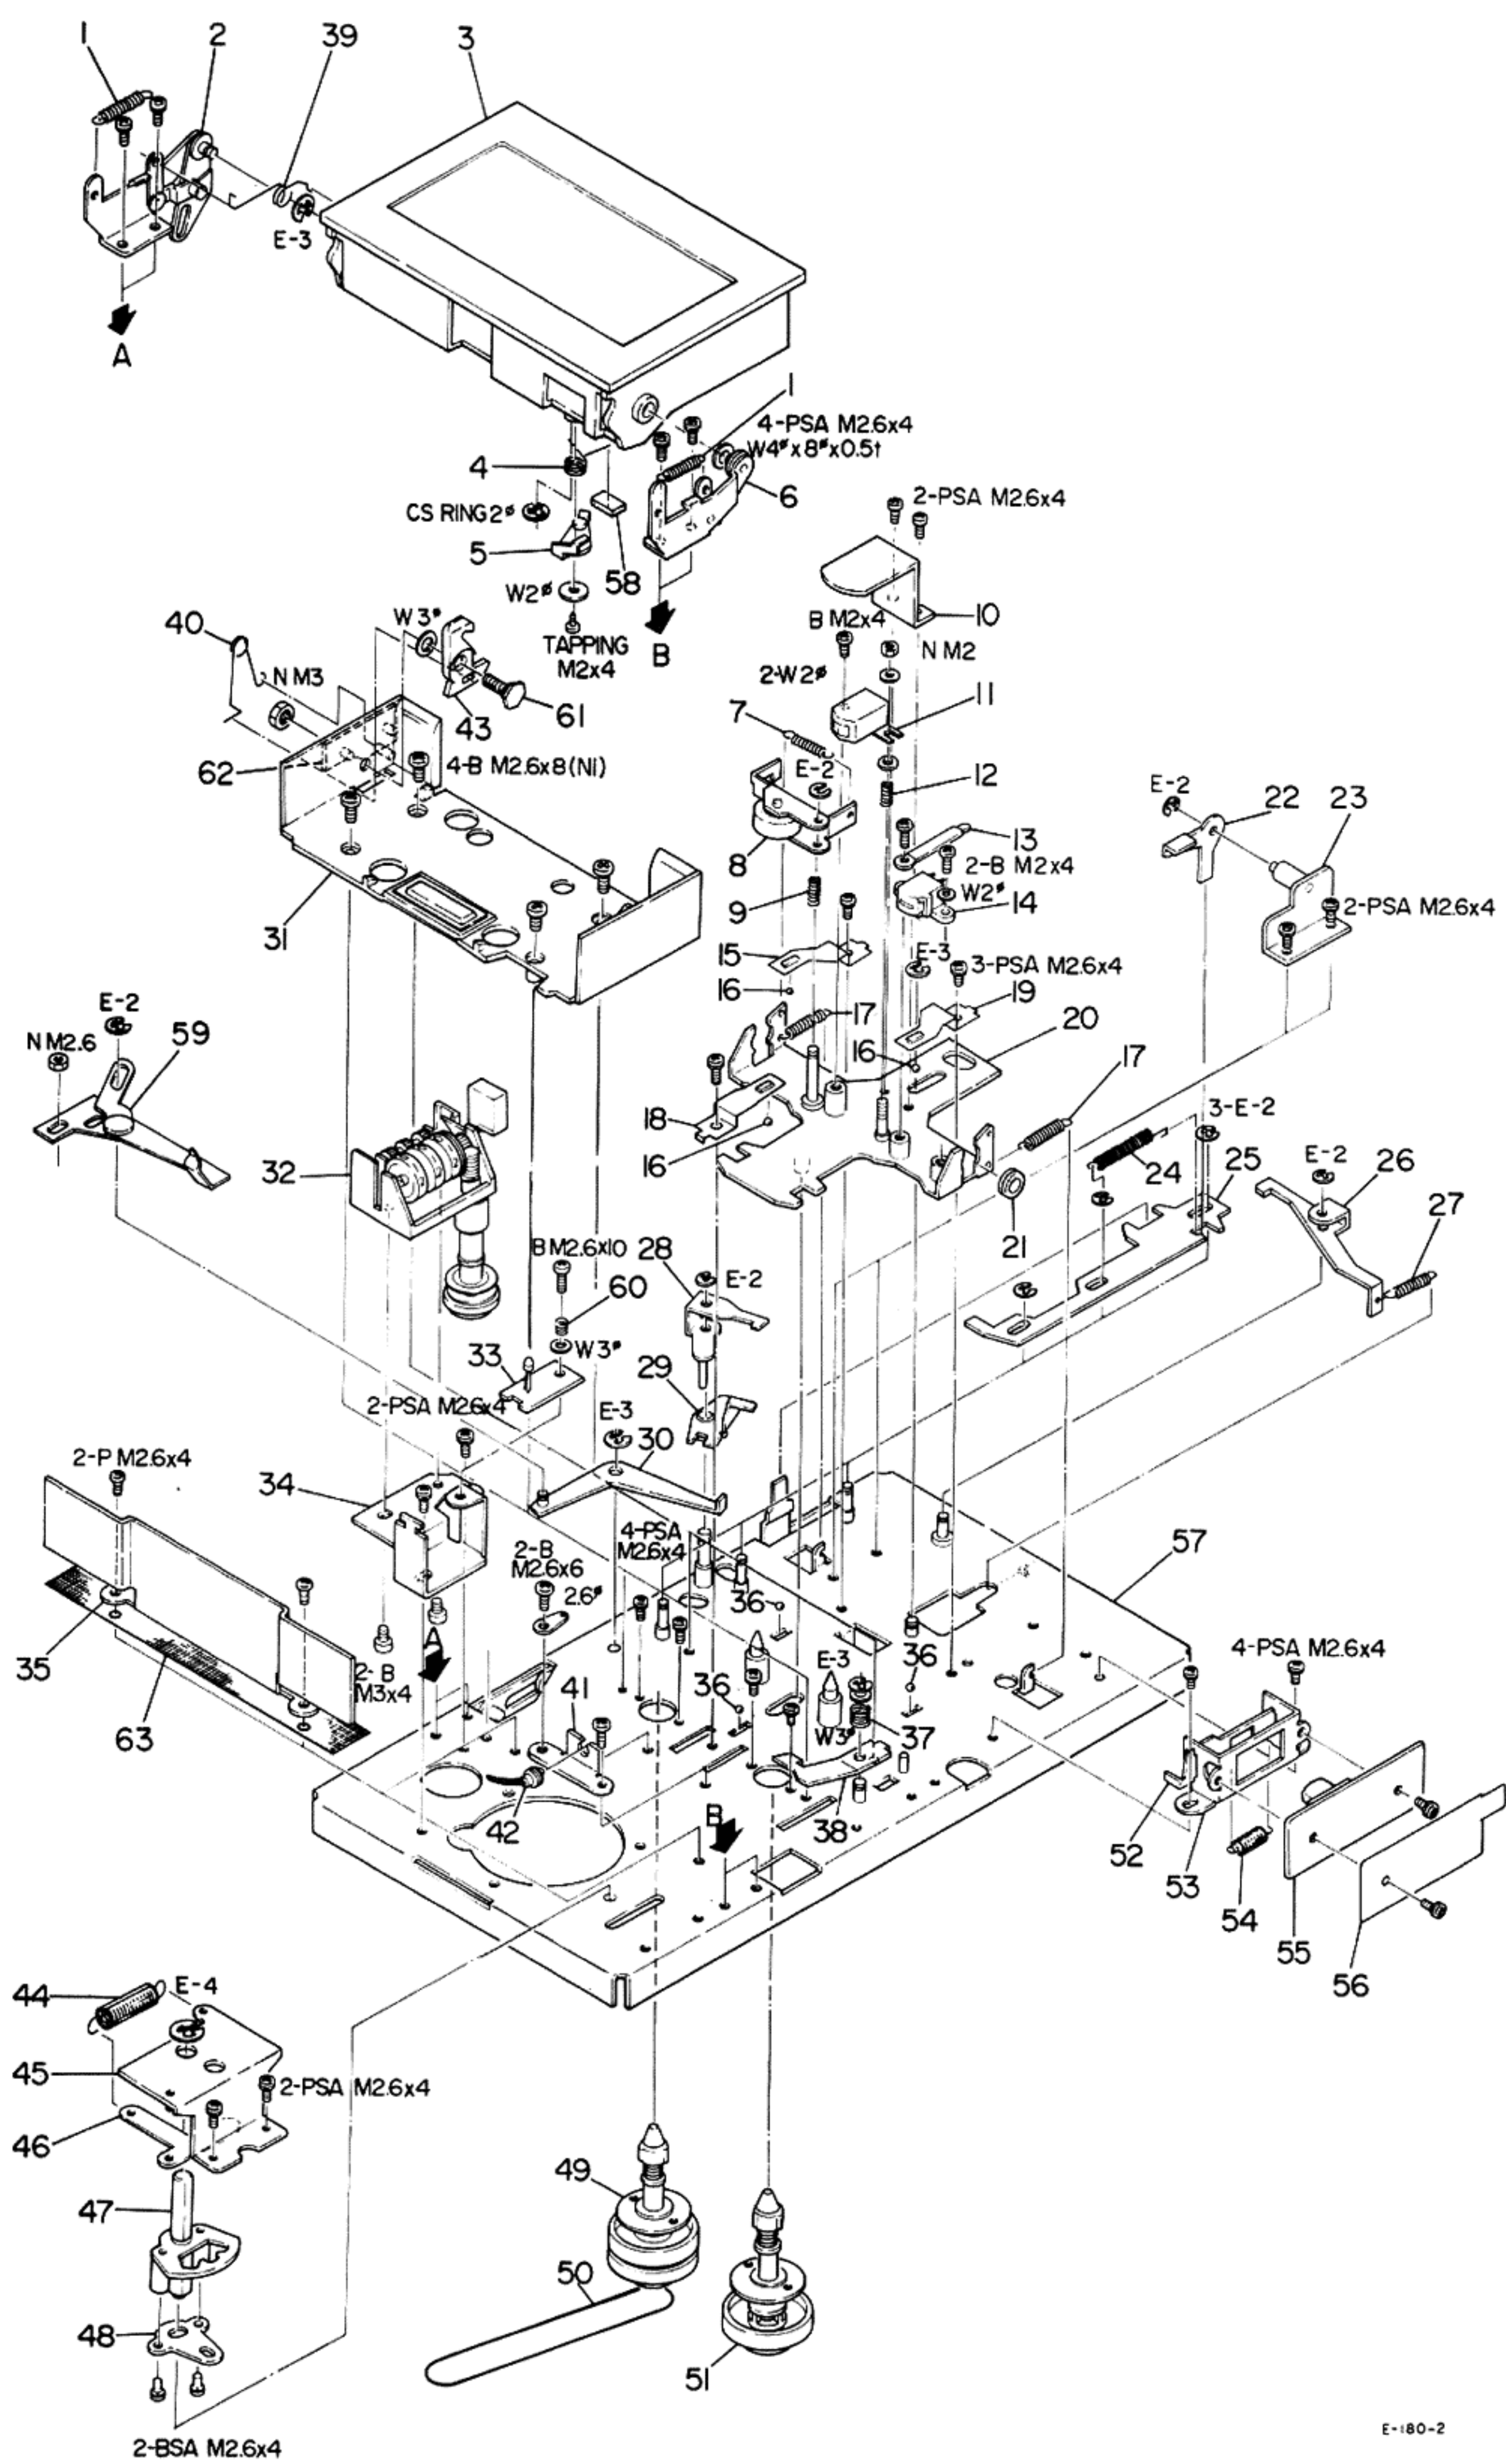 1 2 39 3
E-3
A
1
4-PSA M2.6x4
W4ø x 8ø x 0.5t
4
6
CS RING 2ø
2-PSA M2.6x4
5
58
W2ø
10
40
W3ø
B M2x4
TAPPING
M2x4
B
N M2
N M3
2-W2ø
11
43
61
7
62
4-B M2.6x8(NI)
E-2
12
E-2
22
23
8
13
2-B M2x4
W2ø
9
14
2-PSA M2.6x4
31
15
E-3
3-PSA M2.6x4
16
19
E-2
17
20
N M2.6
59
16
17
18
3-E-2
32
16
24
25
E-2
26
27
21
B M2.6x10
28
E-2
60
33
W3ø
29
2-PSA M2.6x4
E-3
30
2-P M2.6x4
34
4-PSA
M2.6x4
57
2-B
M2.6x6
2.6ø
36
35
A
E-3
36
4-PSA M2.6x4
2-B
M3x4
41
36
63
W3ø
37
42
B
38
52
53
54
55
56
44
E-4
45
2-PSA M2.6x4
46
49
47
50
48
51
2-BSA M2.6x4
E-180-2